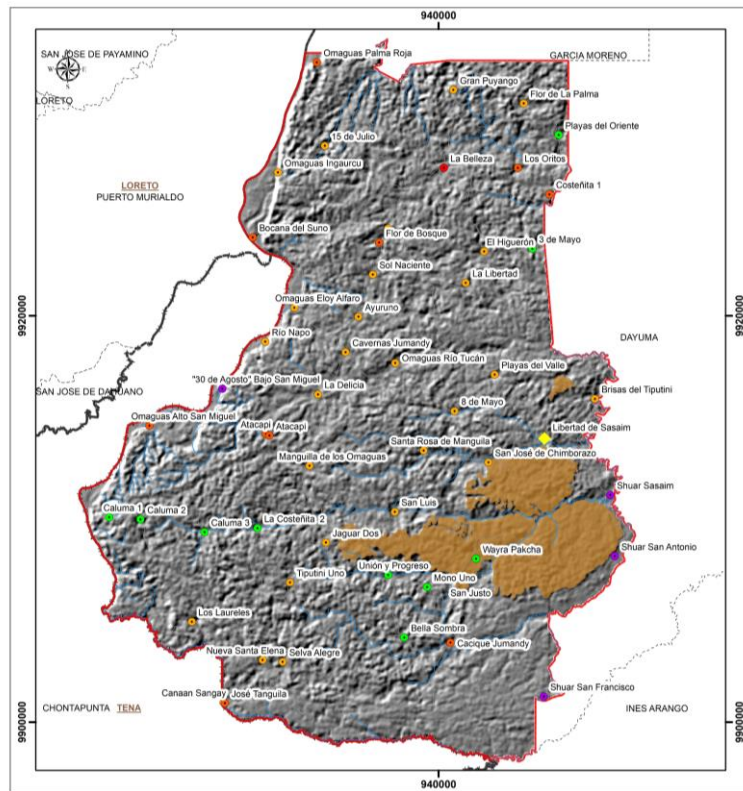 940000
SAN JOSE DE PAYAMINO
Omaguas Palma Roja
GARCIA MORENO
N
W E
S
Gran Puyango
LORETO
Flor de La Palma
Playas del Oriente
15 de Julio
La Belleza
Los Oritos
Omaguas Ingaurcu
LORETO
PUERTO MURIALDO
Costeñita 1
Bocana del Suno
Flor de Bosque
3 de Mayo
El Higuerón
Sol Naciente
La Libertad
Omaguas Eloy Alfaro
Ayuruno
9920000
9920000
Río Napo
DAYUMA
Cavernas Jumandy
Omaguas Río Tucán
Playas del Valle
"30 de Agosto" Bajo San Miguel
SAN JOSE DE DAHUANO
La Delicia
Brisas del Tiputini
8 de Mayo
Omaguas Alto San Miguel
Atacapi
Atacapi
Libertad de Sasaim
Santa Rosa de Manguila
Manguilla de los Omaguas
San José de Chimborazo
Shuar Sasaim
Caluma 1
Caluma 2
Caluma 3
La Costeñita 2
San Luis
Jaguar Dos
Wayra Pakcha
Shuar San Antonio
Unión y Progreso
Tiputini Uno
Mono Uno
San Justo
Los Laureles
Bella Sombra
Cacique Jumandy
Nueva Santa Elena
Selva Alegre
Canaan Sangay
José Tanguila
Shuar San Francisco
CHONTAPUNTA
TENA
INES ARANGO
9900000
9900000
940000